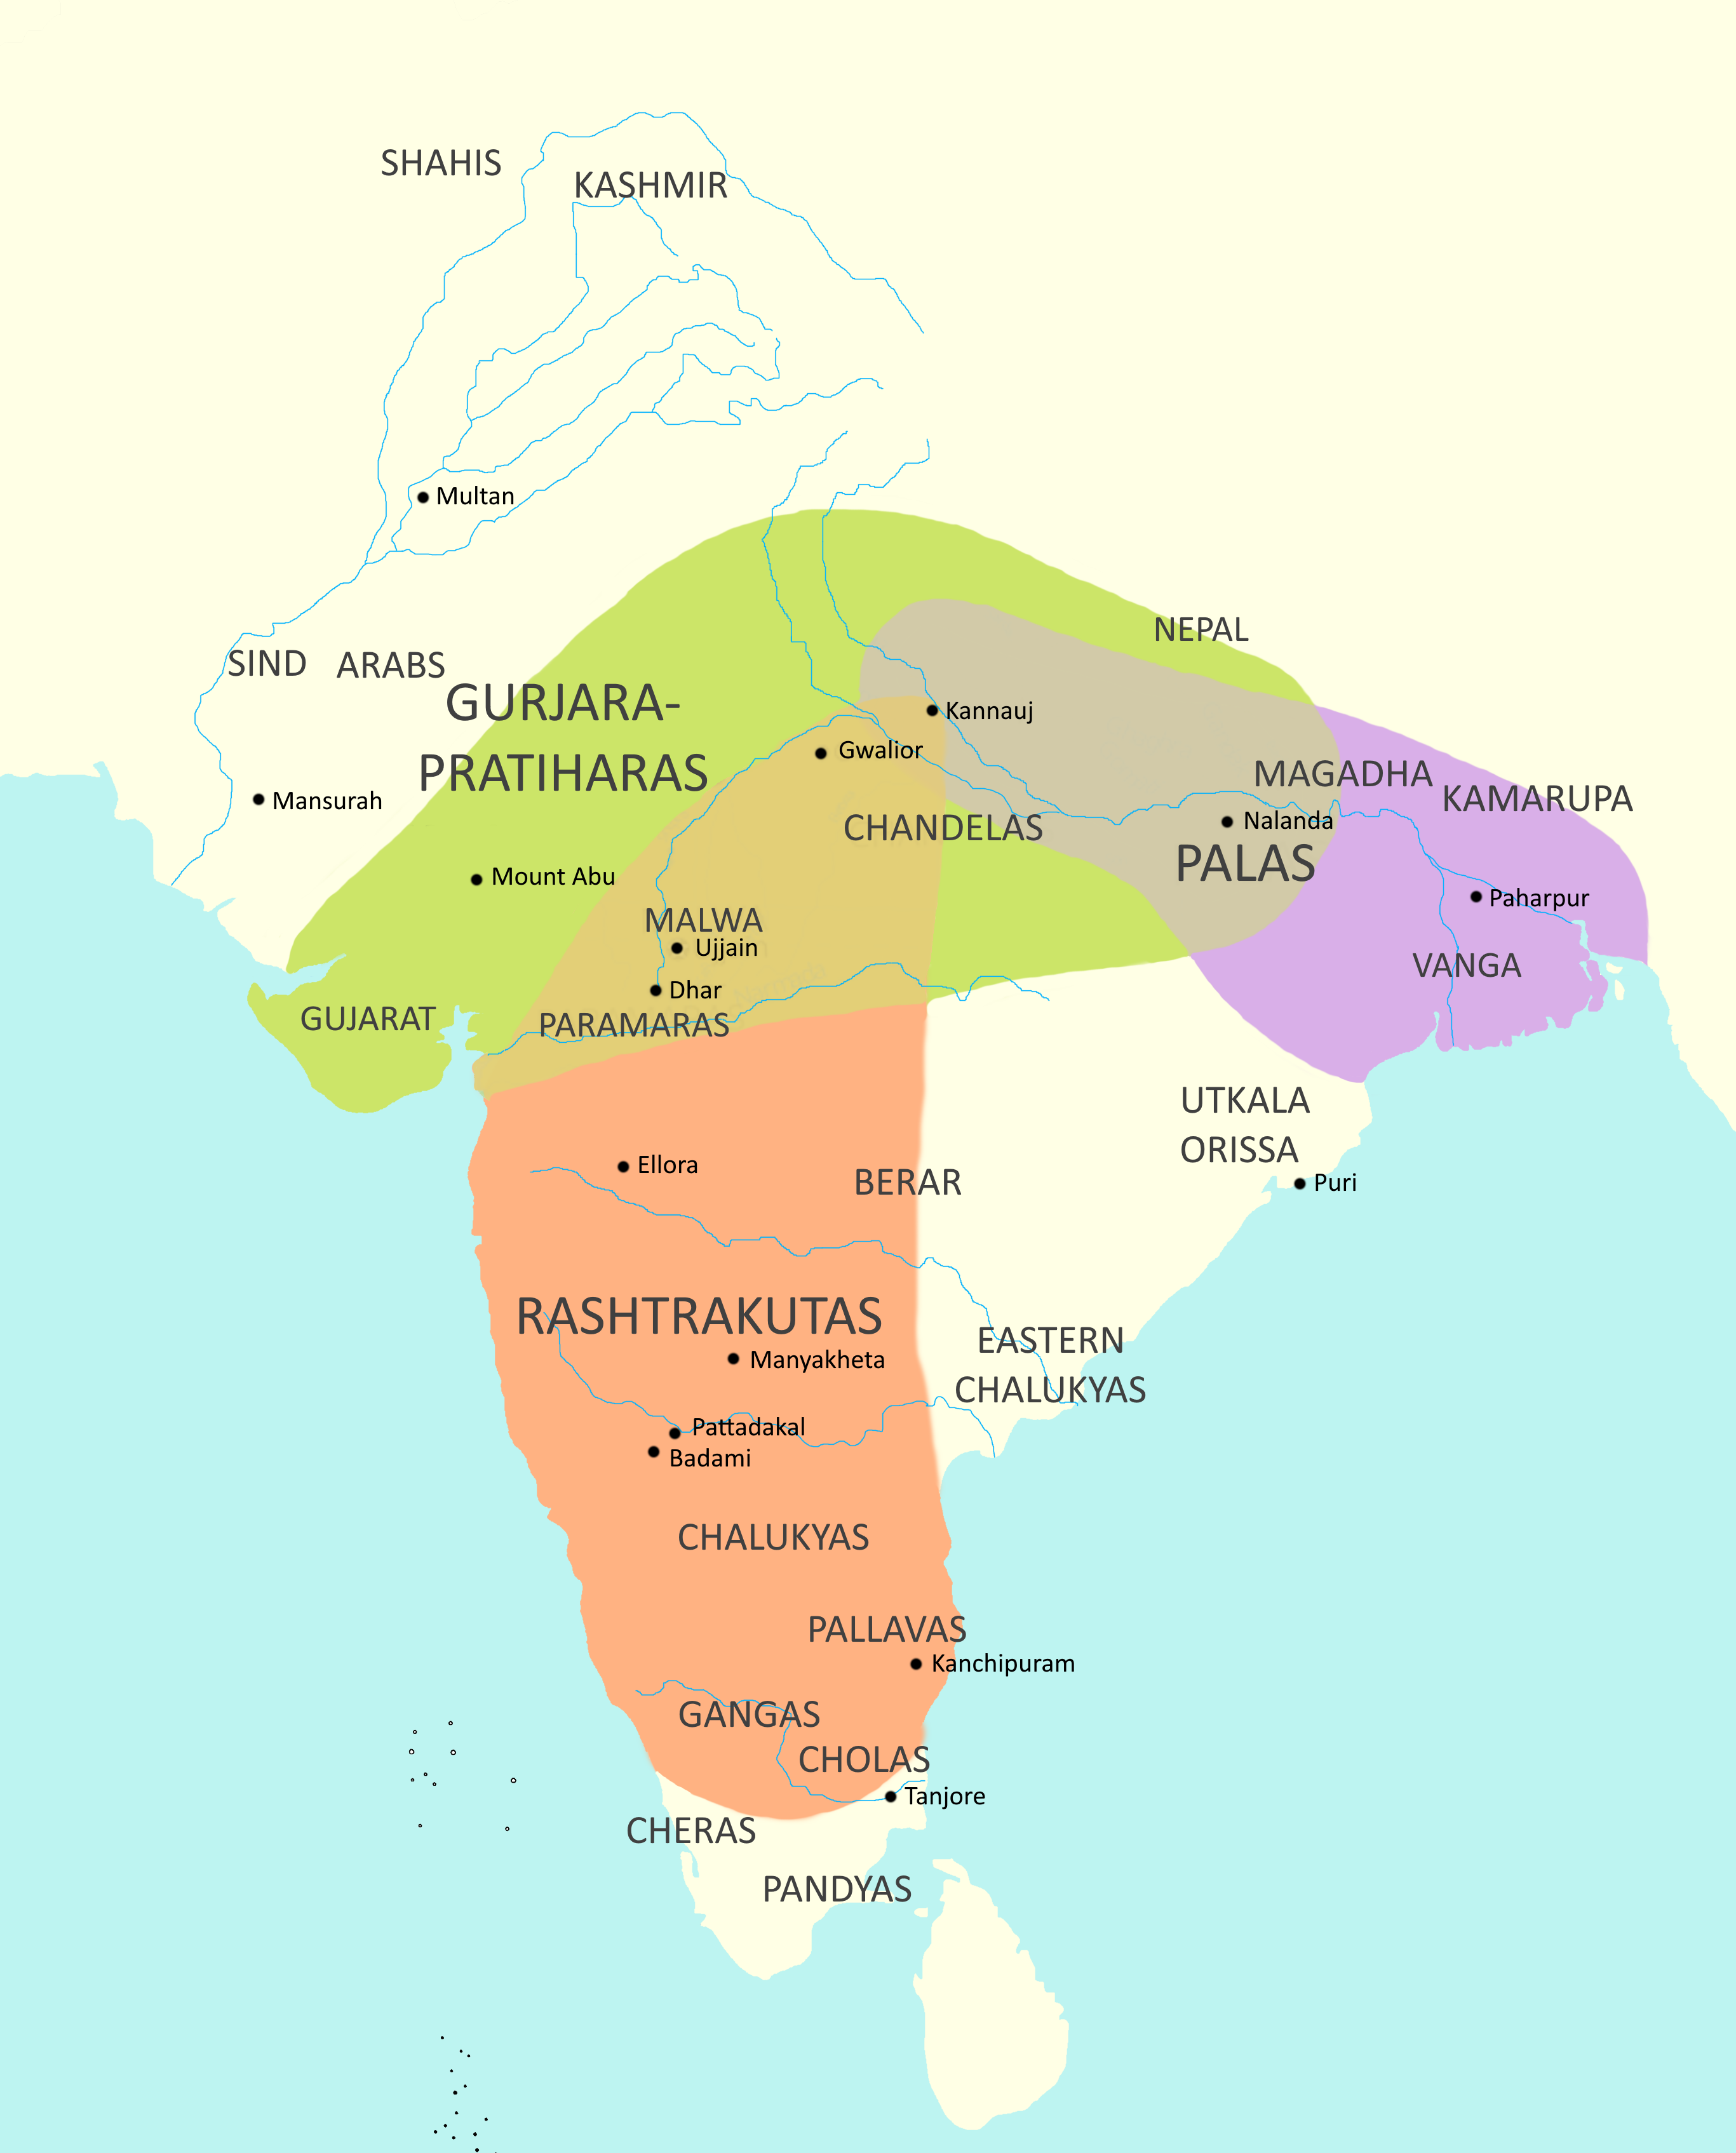 SHAHIS
KASHMIR
Multan
NEPAL
SIND
ARABS
GURJARA-
PRATIHARAS
Kannauj
Gwalior
MAGADHA
KAMARUPA
Mansurah
CHANDELAS
Nalanda
PALAS
Mount Abu
Paharpur
MALWA
Ujjain
VANGA
Dhar
GUJARAT
PARAMARAS
UTKALA
ORISSA
Ellora
BERAR
Puri
RASHTRAKUTAS
EASTERN
CHALUKYAS
Manyakheta
Pattadakal
Badami
CHALUKYAS
PALLAVAS
Kanchipuram
GANGAS
CHOLAS
Tanjore
CHERAS
PANDYAS